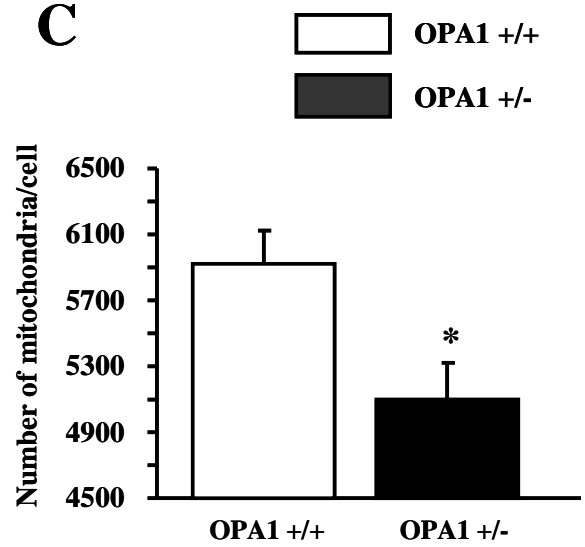 C
OPA1 +/+
OPA1 +/-
Number of mitochondria/cell
6500
6100
5700
5300
4900
4500
*
OPA1 +/+
OPA1 +/-